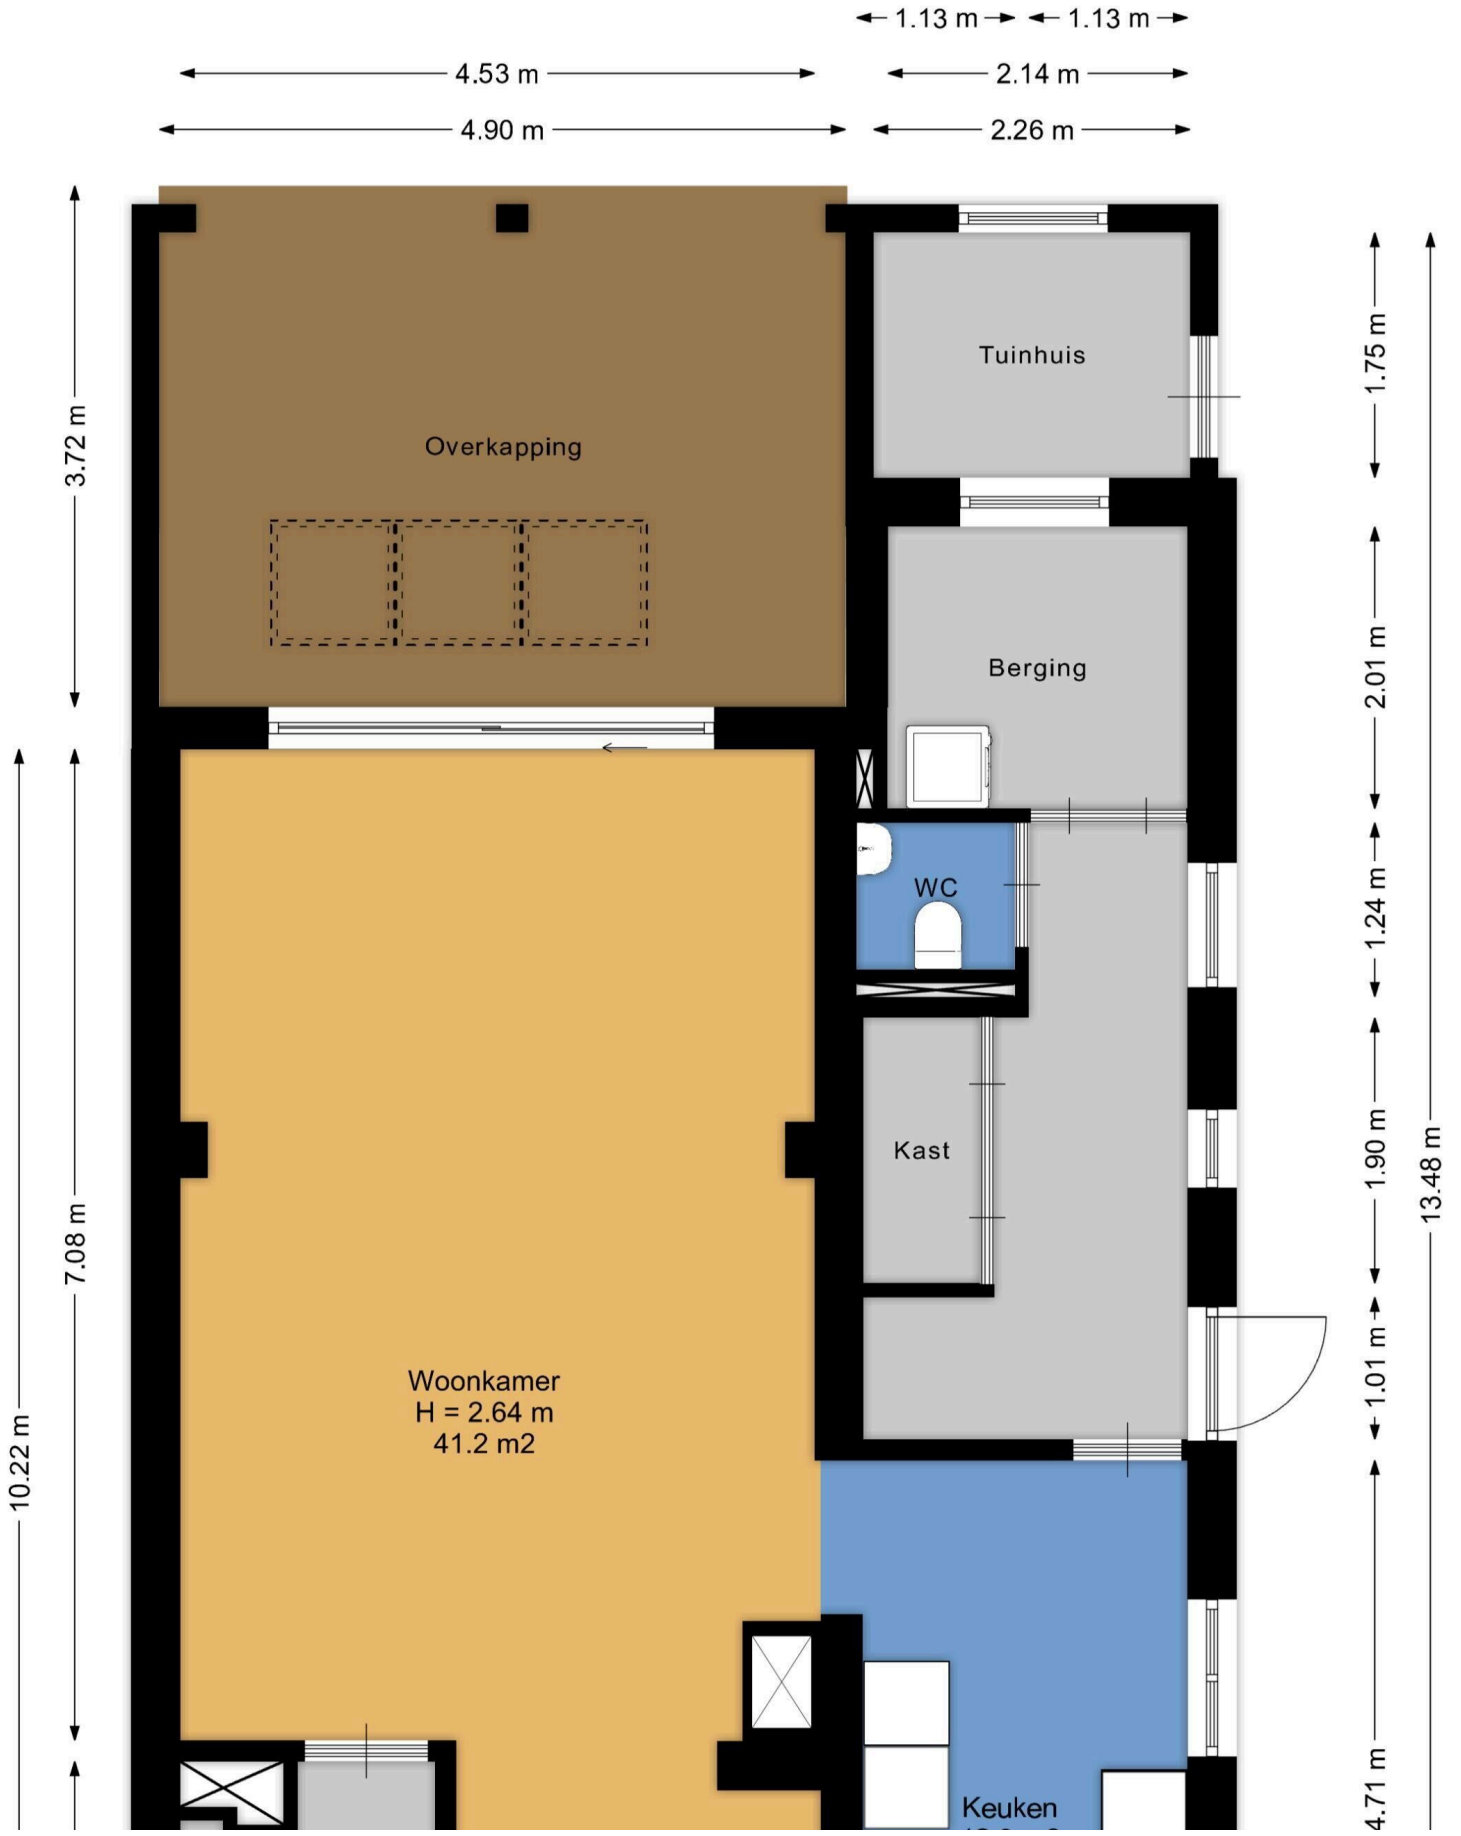 1.13 m 1.13 m
4.53 m 2.14 m
4.90 m 2.26 m
Tuinhuis
1.75 m
Overkapping
3.72 m
Berging
2.01 m
WC
1.24 m
Kast
1.90 m
13.48 m
7.08 m
Woonkamer
H = 2.64 m
41.2 m2
1.01 m
10.22 m
4.71 m
Keuken